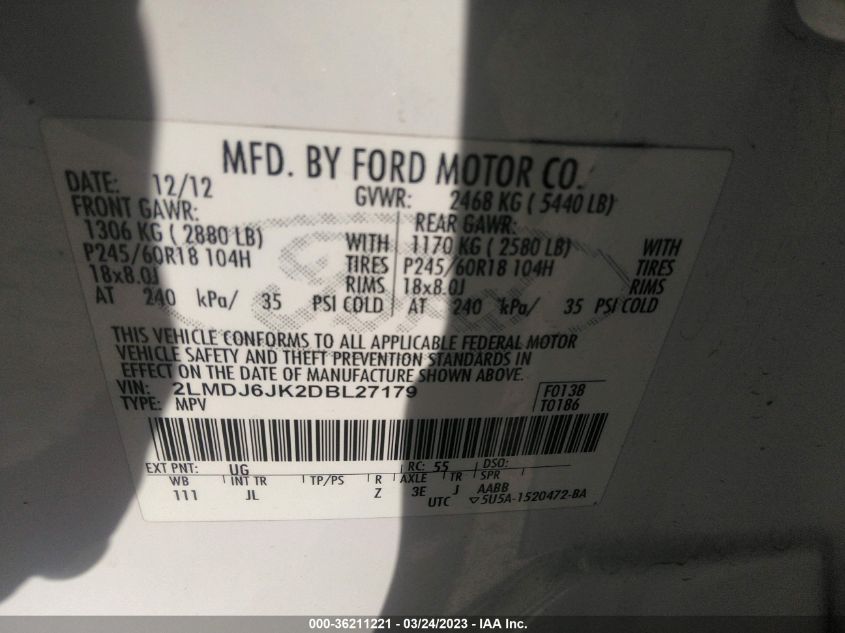 MFD. BY FORD MOTOR CO.
DATE: 12/12 GVWR: 2468 KG ( 5440 LB)
FRONT GAWR: REAR GAWR:
1306 KG ( 2880 LB) WITH 1170 KG ( 2580 LB) WITH
P245/60R18 104H TIRES P245/60R18 104H TIRES
18x8.0J RIMS 18x8.0J RIMS
AT 240 kPa/ 35 PSI COLD AT 240 kPa/ 35 PSI COLD
THIS VEHICLE CONFORMS TO ALL APPLICABLE FEDERAL MOTOR
VEHICLE SAFETY AND THEFT PREVENTION STANDARDS IN
EFFECT ON THE DATE OF MANUFACTURE SHOWN ABOVE.
VIN: 2LMDJ6JK2DBL27179 F0138
TYPE: MPV T0186
EXT PNT: UG RC: 55 DSO:
WB INT TR TP/PS R AXLE TR SPR
111 JL Z 3E J AABB
UTC ▽5U5A-1520472-BA
000-36211221 - 03/24/2023 - IAA Inc.